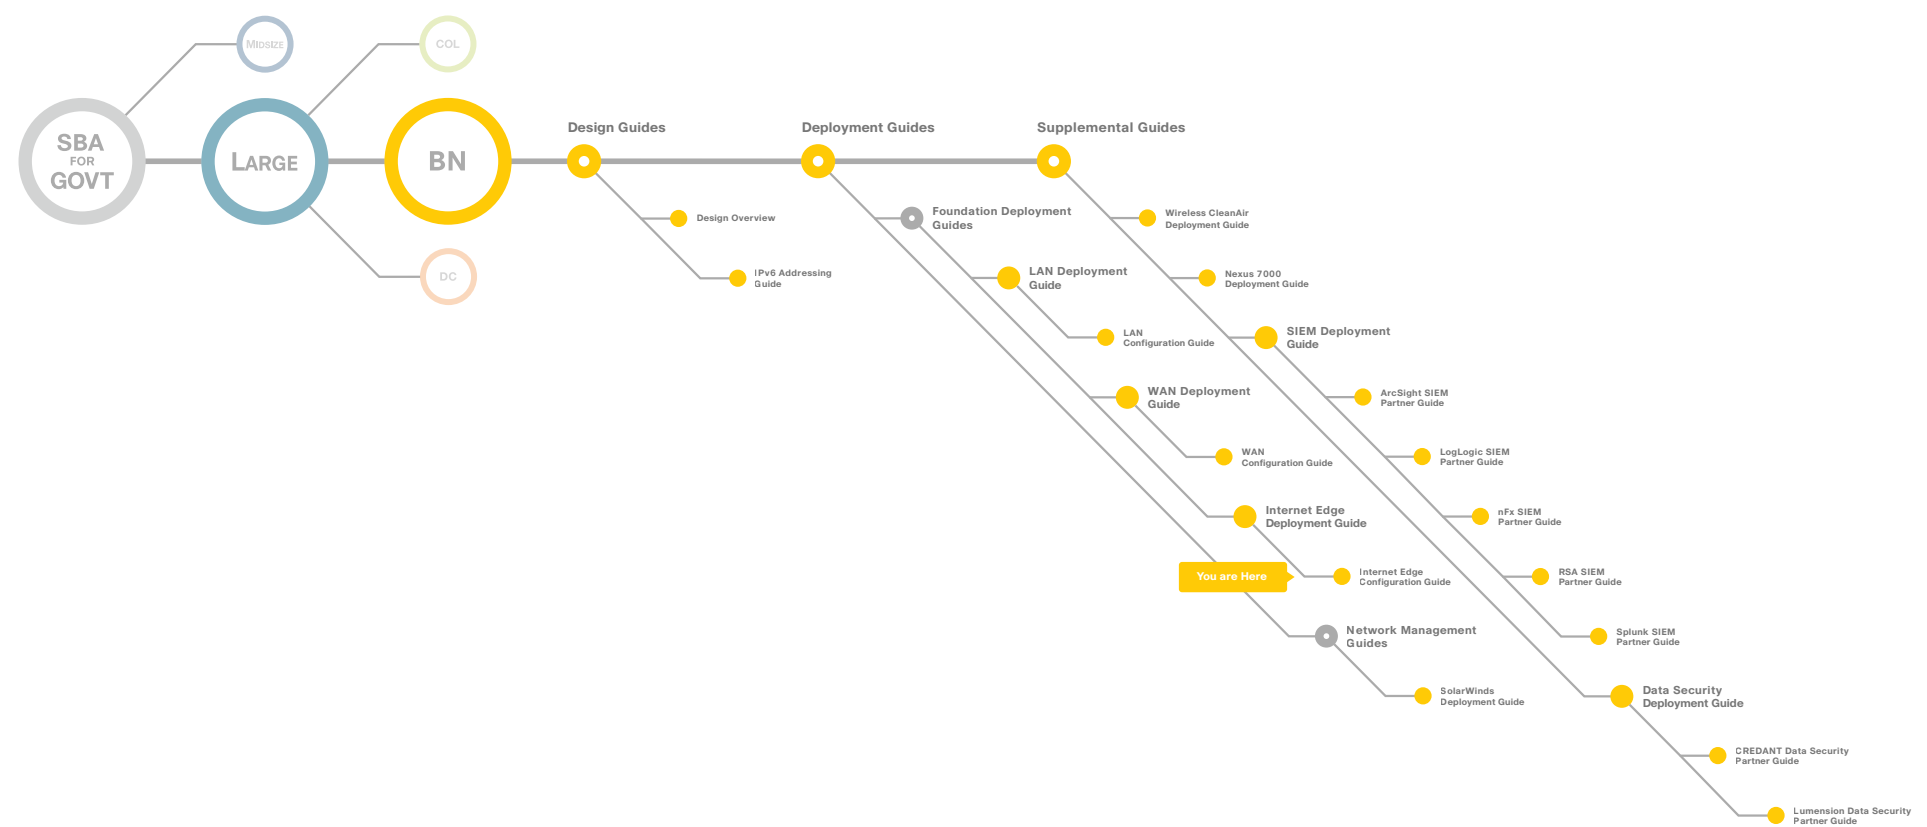 MIDSIZE
COL
SBA
FOR
GOVT
LARGE
BN
DC
Design Guides
Deployment Guides
Supplemental Guides
Design Overview
IPv6 Addressing
Guide
Foundation Deployment
Guides
LAN Deployment
Guide
LAN
Configuration Guide
WAN Deployment
Guide
WAN
Configuration Guide
Internet Edge
Deployment Guide
You are Here
Internet Edge
Configuration Guide
Network Management
Guides
SolarWinds
Deployment Guide
Wireless CleanAir
Deployment Guide
Nexus 7000
Deployment Guide
SIEM Deployment
Guide
ArcSight SIEM
Partner Guide
LogLogic SIEM
Partner Guide
nFx SIEM
Partner Guide
RSA SIEM
Partner Guide
Splunk SIEM
Partner Guide
Data Security
Deployment Guide
CREDANT Data Security
Partner Guide
Lumension Data Security
Partner Guide